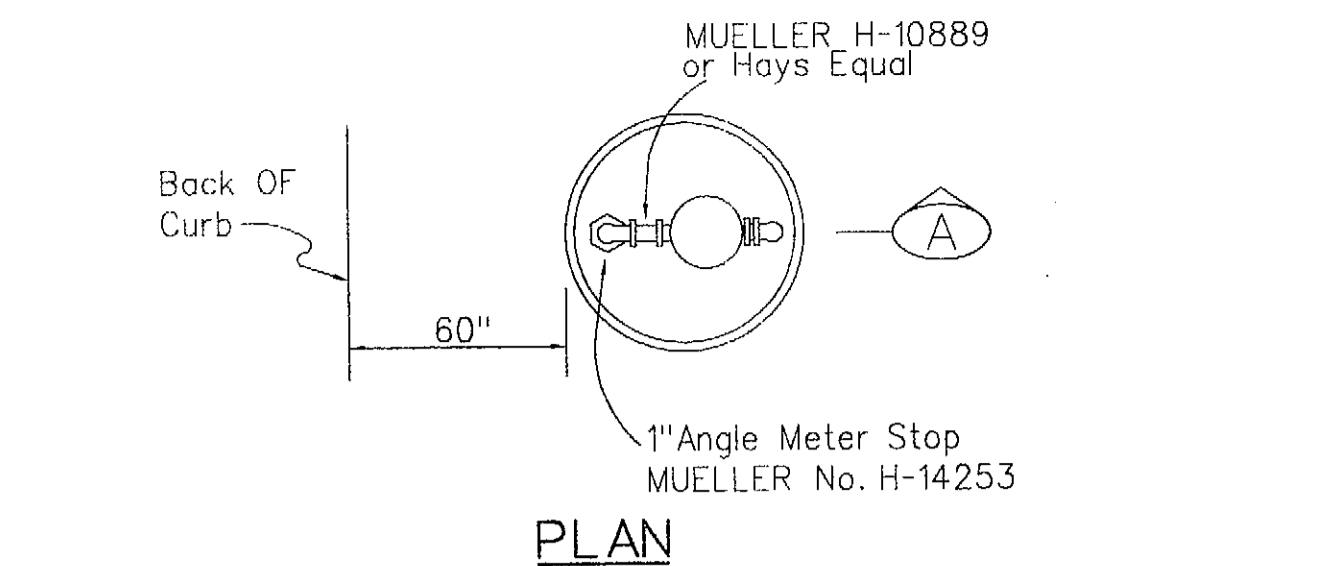 MUELLER H-10889
or Hays Equal
Back OF
Curb
A
60"
1"Angle Meter Stop
MUELLER No. H-14253
PLAN